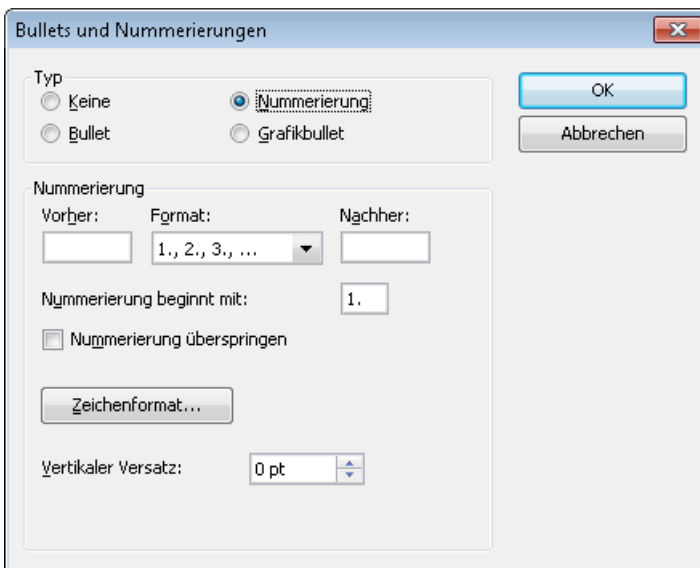 Bullets und Nummerierungen
Typ
Keine
Nummerierung
OK
Bullet
Grafikbullet
Abbrechen
Nummerierung
Vorher:
Format:
Nachher:
1., 2., 3., ...
Nummerierung beginnt mit:
1.
Nummerierung überspringen
Zeichenformat...
Vertikaler Versatz:
0 pt